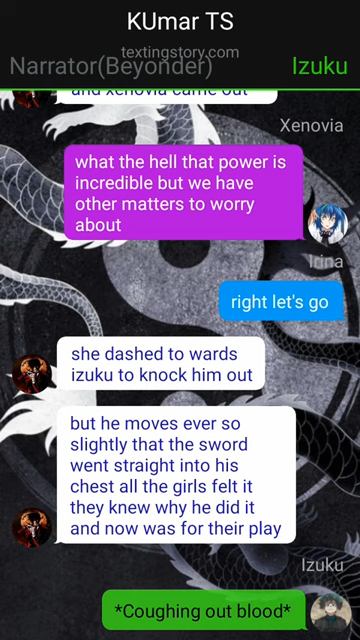 KUmar TS
textingstory.com
Narrator(Beyonder)
Izuku
and xenovia came out
Xenovia
what the hell that power is
incredible but we have
other matters to worry
about
Irina
right let's go
she dashed to wards
izuku to knock him out
but he moves ever so
slightly that the sword
went straight into his
chest all the girls felt it
they knew why he did it
and now was for their play
Izuku
*Coughing out blood*